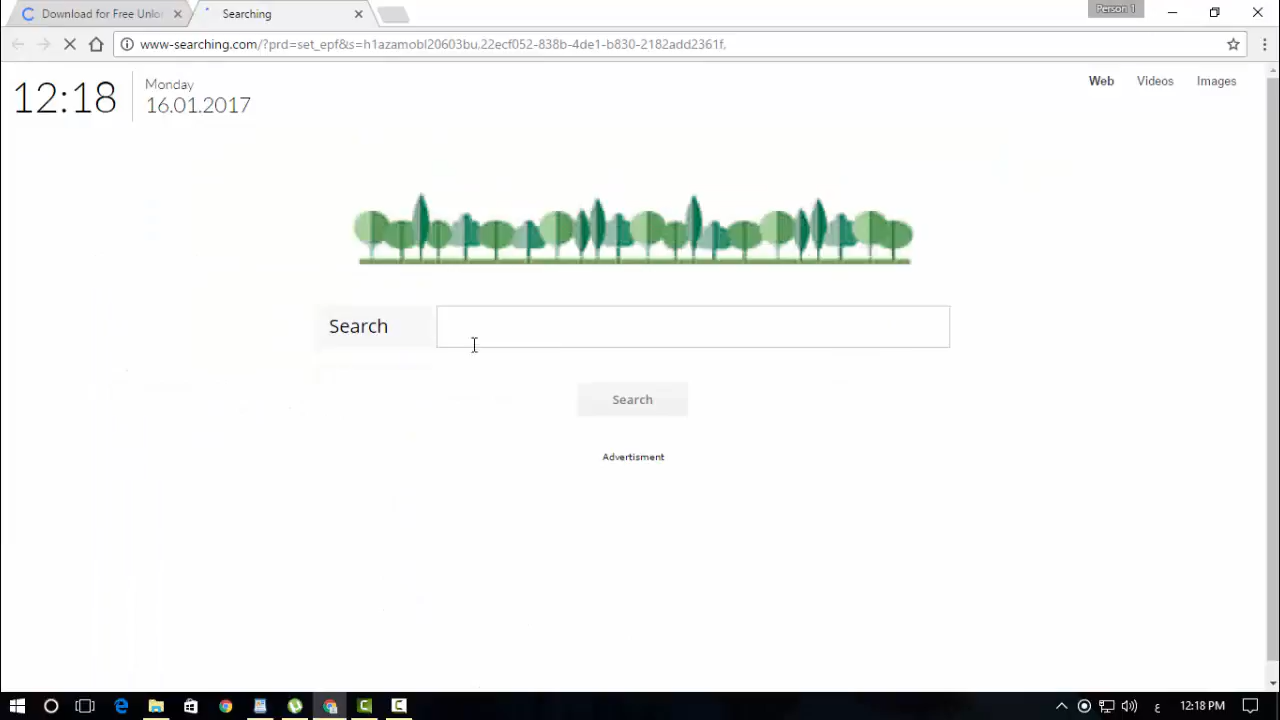 Download for Free Unlo
Searching
Person 1
www-searching.com/?prd=set_epf&s=h1azamobl20603bu,22ecf052-838b-4de1-b830-2182add2361f,
12:18
Monday
16.01.2017
Web
Videos
Images
Search
Search
Advertisment
ع
12:18 PM